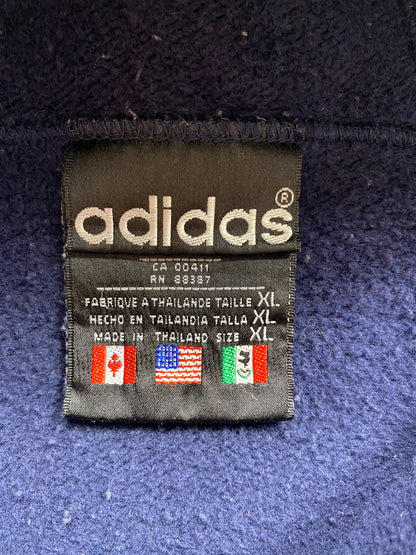 adidas®
CA 00411
RN 88387
FABRIQUE A THAILANDE TAILLE XL
HECHO EN TAILANDIA TALLA XL
MADE IN THAILAND SIZE XL